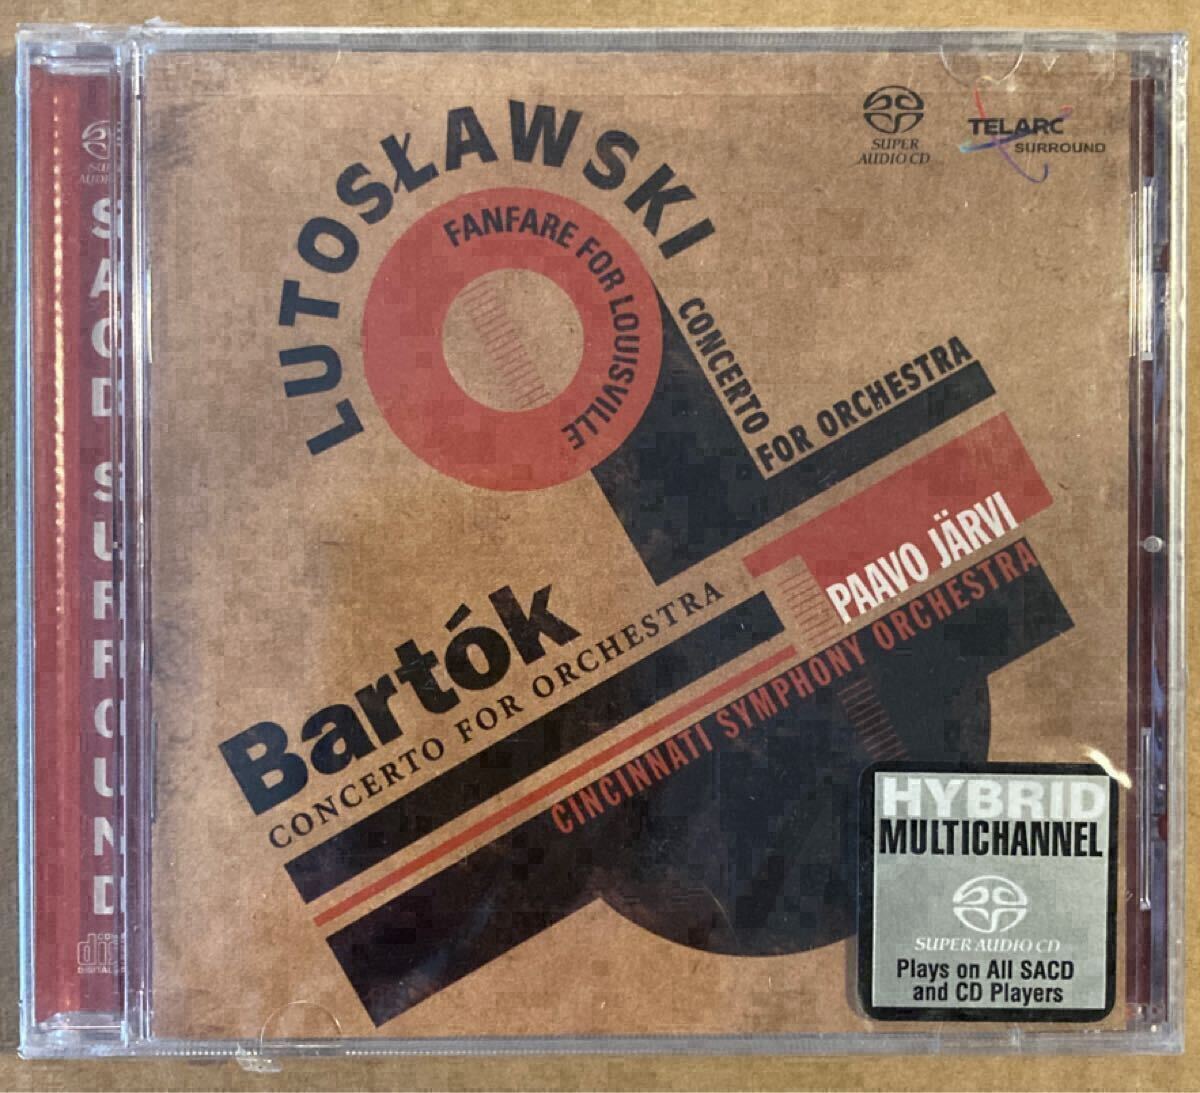 SACD SURROUND
SUPER
AUDIO CD
TELARC
SURROUND
LUTOSŁAWSKI
FANFARE FOR LOUISVILLE
CONCERTO
FOR ORCHESTRA
PAAVO JÄRVI
CINCINNATI SYMPHONY ORCHESTRA
Bartók
CONCERTO FOR ORCHESTRA
HYBRID
MULTICHANNEL
SUPER AUDIO CD
Plays on All SACD
and CD Players